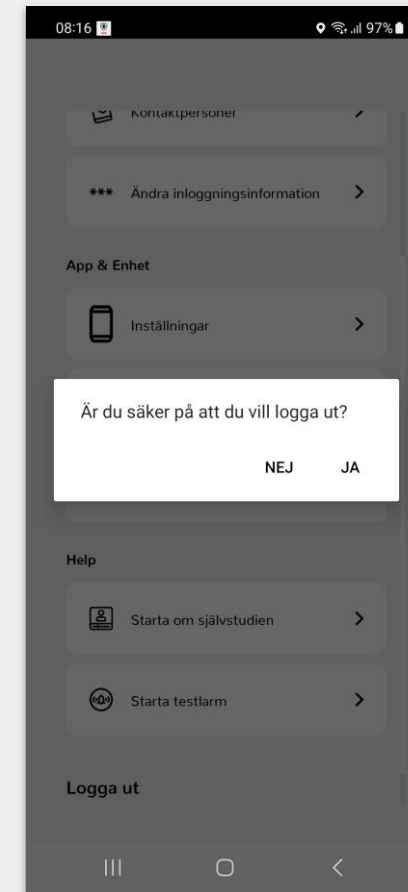 08:16
97%
Kontaktpersoner
*** Ändra inloggningsinformation
App & Enhet
Inställningar
Är du säker på att du vill logga ut?
NEJ JA
Help
Starta om självstudien
Starta testlarm
Logga ut